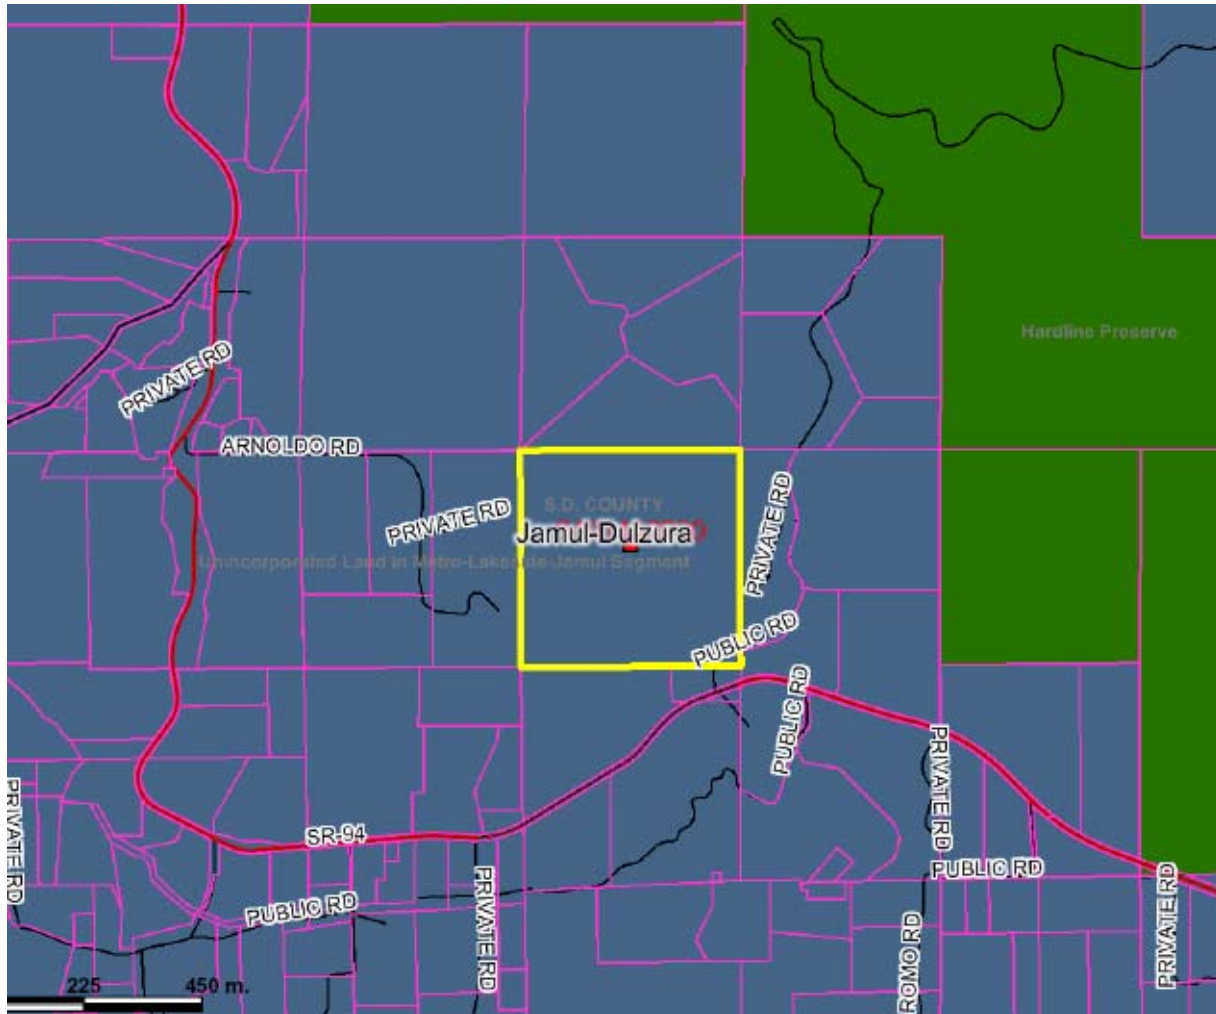 Hardline Preserve
PRIVATE RD
ARNOLDO RD
S.D. COUNTY
PRIVATE RD
Jamul-Dulzura
PRIVATE RD
Unincorporated Land in Metro-Lakeside-Jamul Segment
PUBLIC RD
PUBLIC RD
PRIVATE RD
PRIVATE RD
SR-94
PUBLIC RD
PRIVATE RD
PUBLIC RD
PRIVATE RD
ROMO RD
225
450 m.